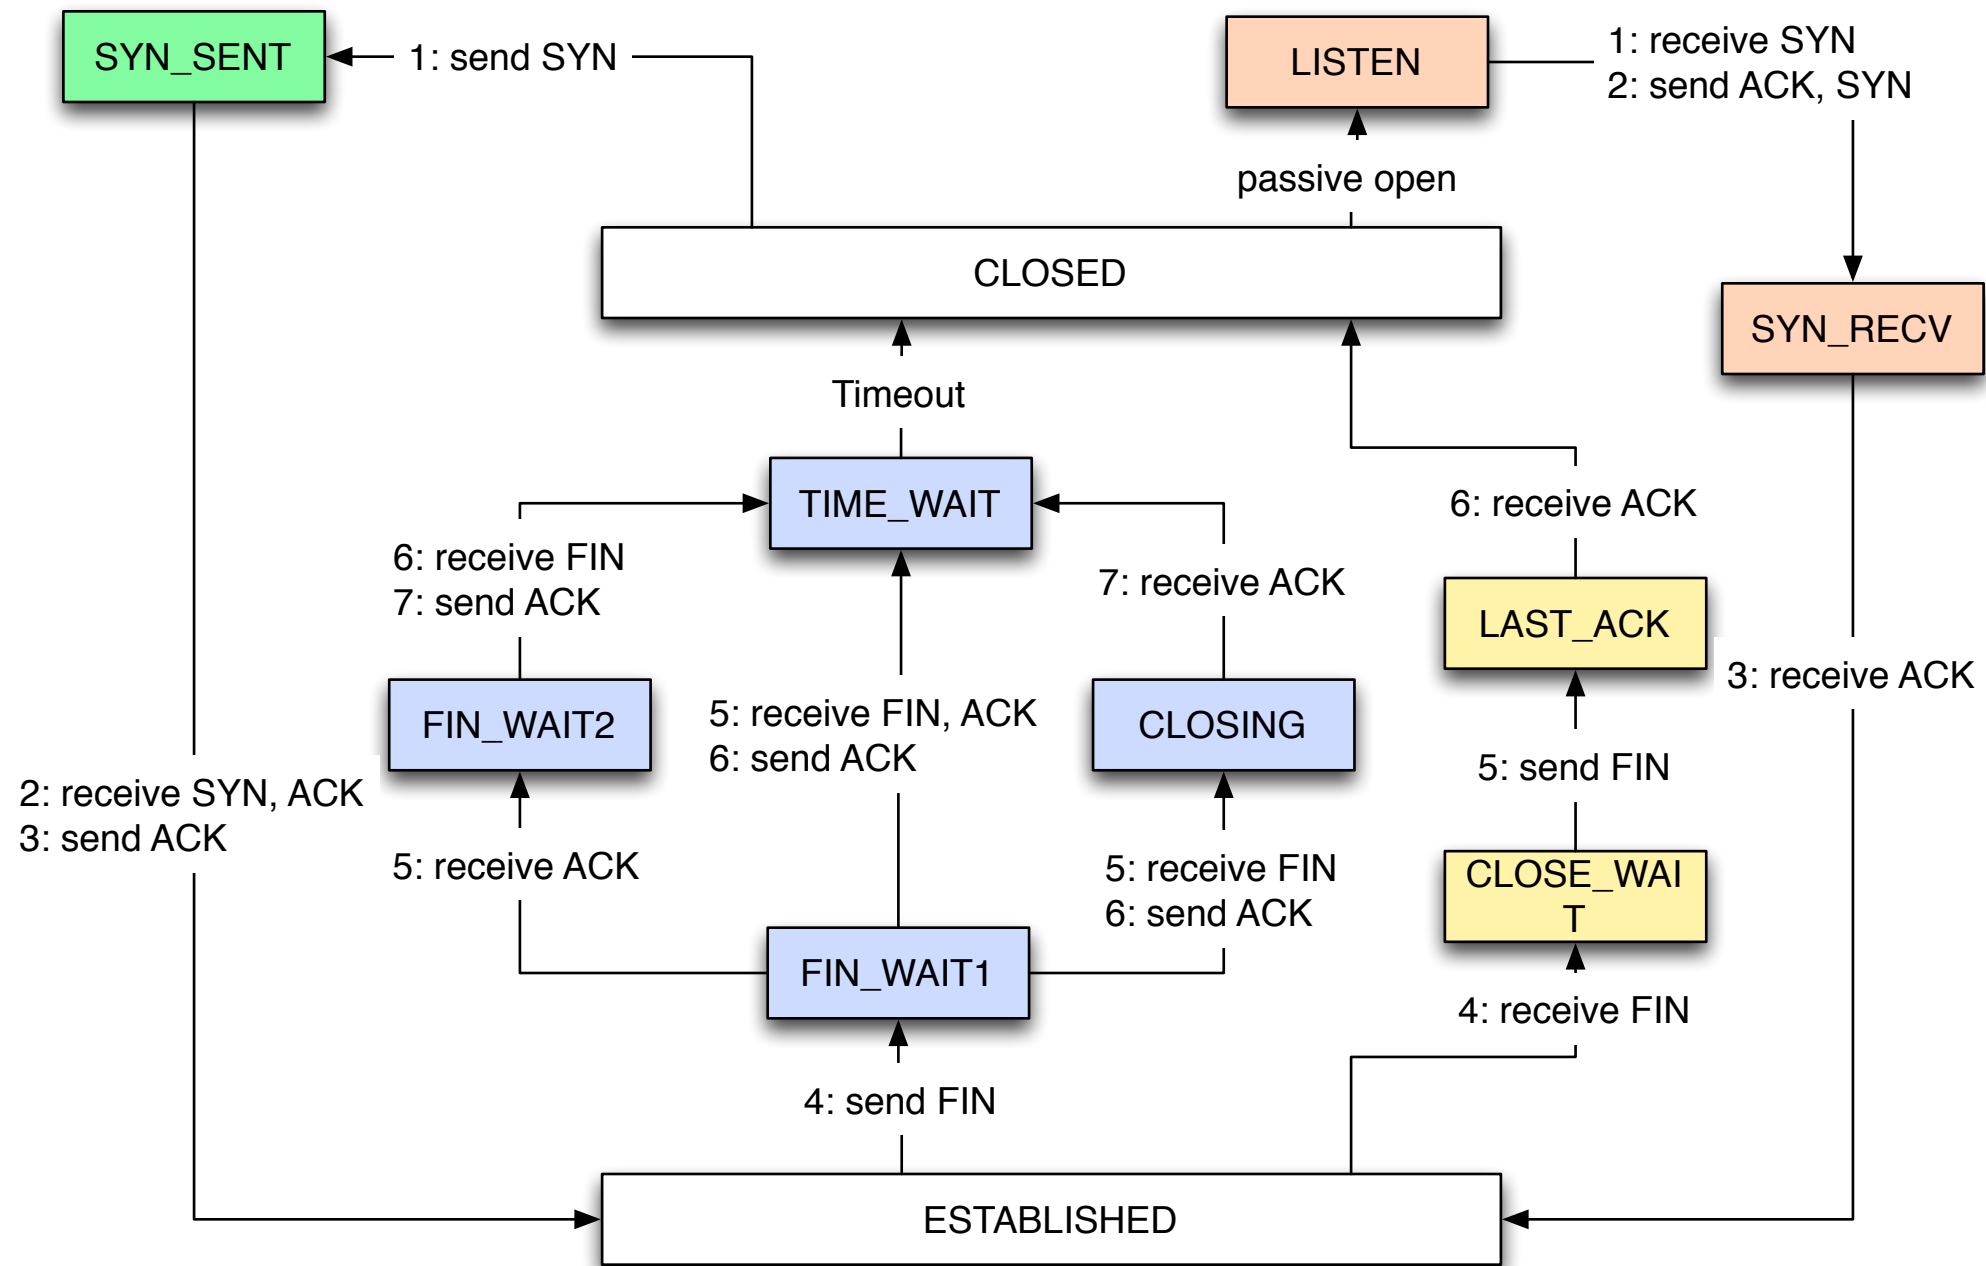 SYN_SENT
1: send SYN
LISTEN
1: receive SYN
2: send ACK, SYN
passive open
CLOSED
SYN_RECV
Timeout
TIME_WAIT
6: receive ACK
6: receive FIN
7: send ACK
7: receive ACK
LAST_ACK
3: receive ACK
FIN_WAIT2
5: receive FIN, ACK
6: send ACK
CLOSING
5: send FIN
2: receive SYN, ACK
3: send ACK
5: receive ACK
5: receive FIN
6: send ACK
CLOSE_WAI
T
FIN_WAIT1
4: receive FIN
4: send FIN
ESTABLISHED